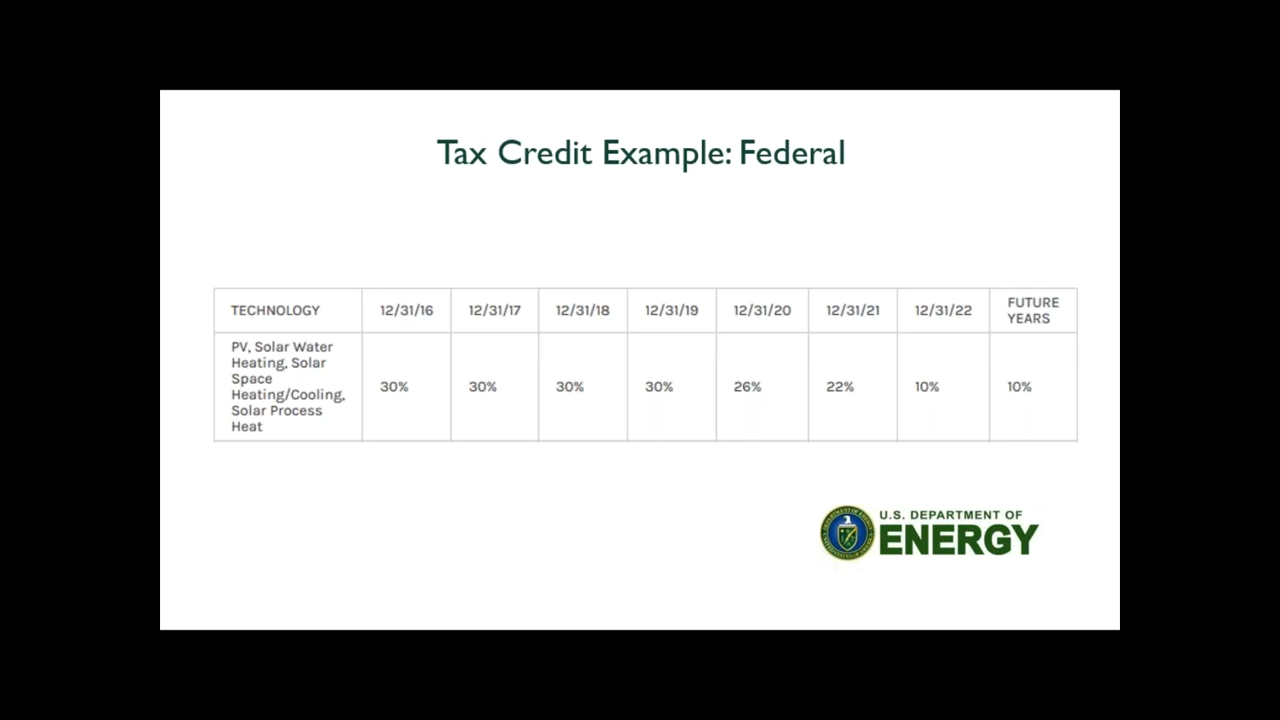 Tax Credit Example: Federal
TECHNOLOGY 12/31/16 12/31/17 12/31/18 12/31/19 12/31/20 12/31/21 12/31/22 FUTURE YEARS
PV, Solar Water
Heating, Solar
Space
Heating/Cooling,
Solar Process
Heat
30% 30% 30% 30% 26% 22% 10% 10%
U.S. DEPARTMENT OF
ENERGY